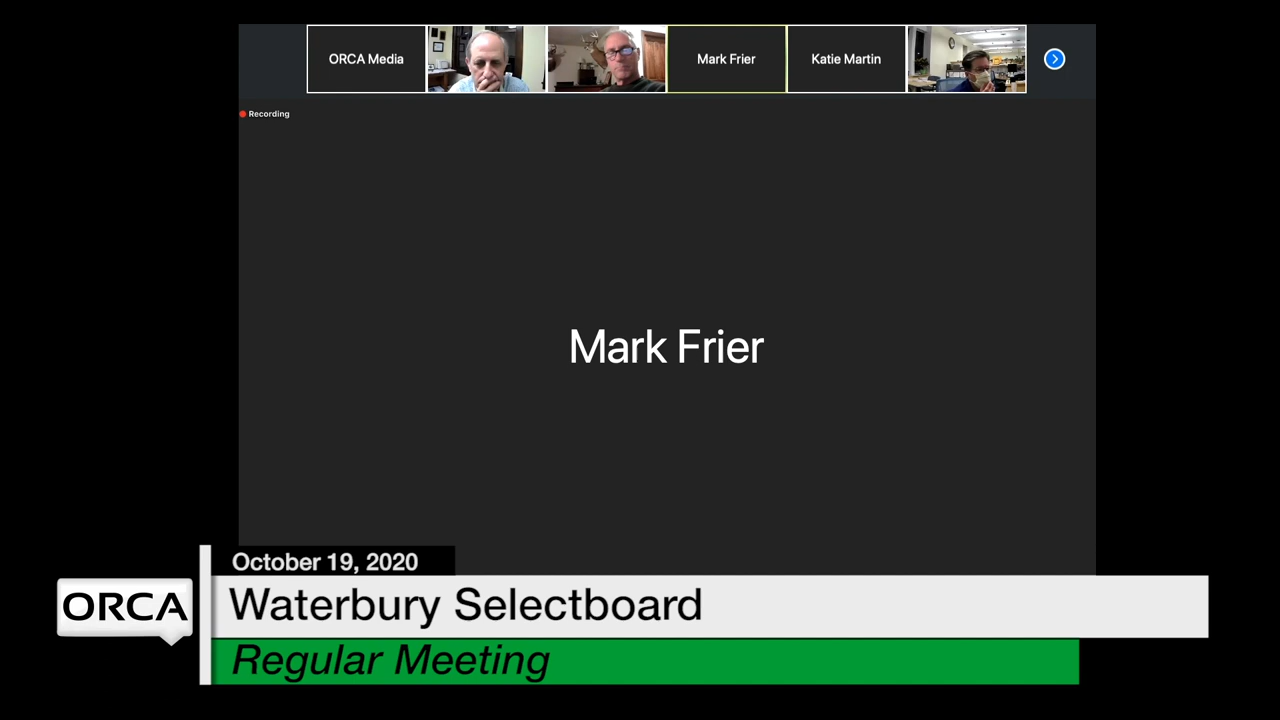 ORCA Media
Mark Frier
Katie Martin
Recording
Mark Frier
October 19, 2020
ORCA
Waterbury Selectboard
Regular Meeting